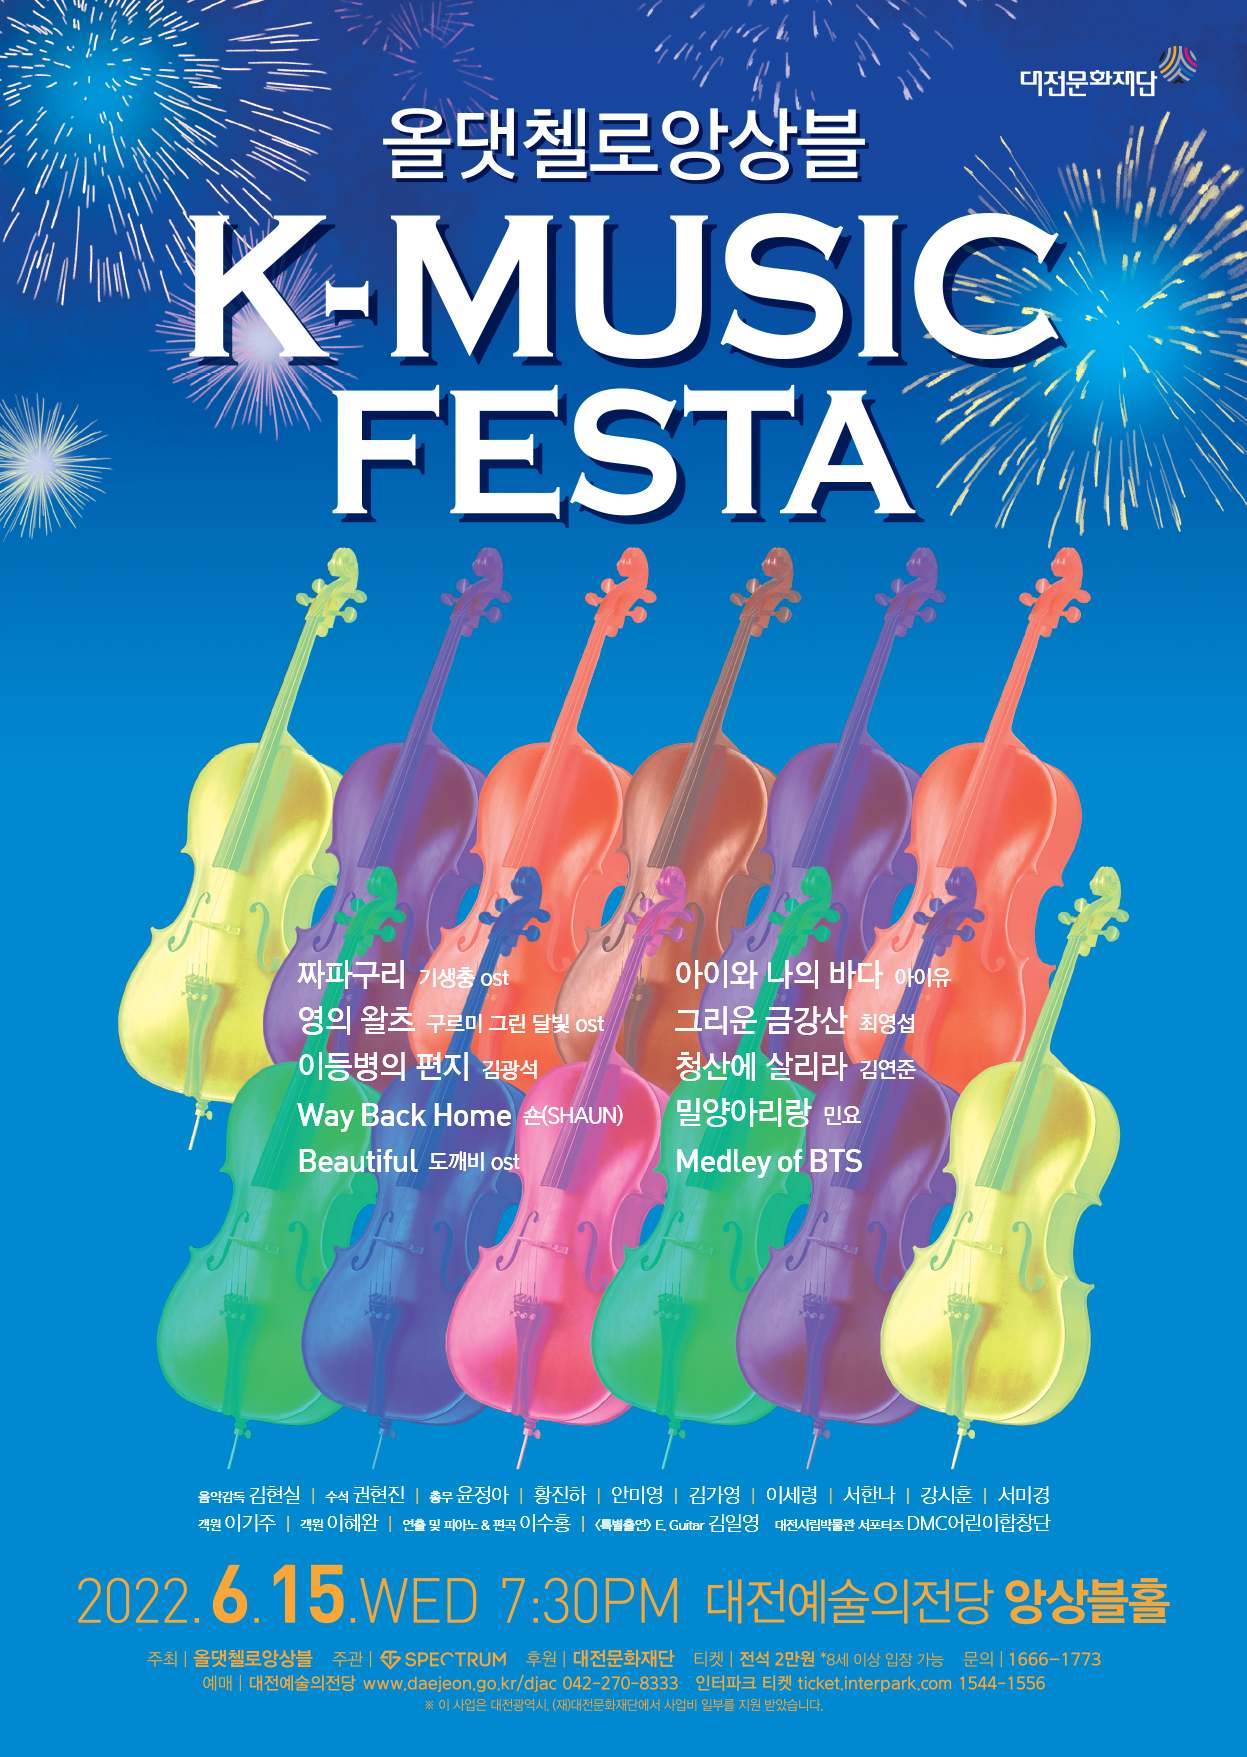 대전문화재단
올댓첼로앙상블
K-MUSIC
FESTA
짜파구리 기생충 ost
영의 왈츠 구르미 그린 달빛 ost
이등병의 편지 김광석
Way Back Home 숀(SHAUN)
Beautiful 도깨비 ost
아이와 나의 바다 아이유
그리운 금강산 최영섭
청산에 살리라 김연준
밀양아리랑 민요
Medley of BTS
음악감독 김현실 | 수석 권현진 | 총무 윤정아 | 황진하 | 안미영 | 김가영 | 이세령 | 서한나 | 강시훈 | 서미경
객원 이기주 | 객원 이혜완 | 연출 및 피아노 & 편곡 이수홍 | <특별출연> E. Guitar 김일영 대전시립박물관 서포터즈 DMC어린이합창단
2022. 6.15.WED 7:30PM 대전예술의전당 앙상블홀
주최 | 올댓첼로앙상블 주관 | SPECTRUM 후원 | 대전문화재단 티켓 | 전석 2만원 *8세 이상 입장 가능 문의 | 1666-1773
예매 | 대전예술의전당 www.daejeon.go.kr/djac 042-270-8333 인터파크 티켓 ticket.interpark.com 1544-1556
※ 이 사업은 대전광역시, (재)대전문화재단에서 사업비 일부를 지원 받았습니다.